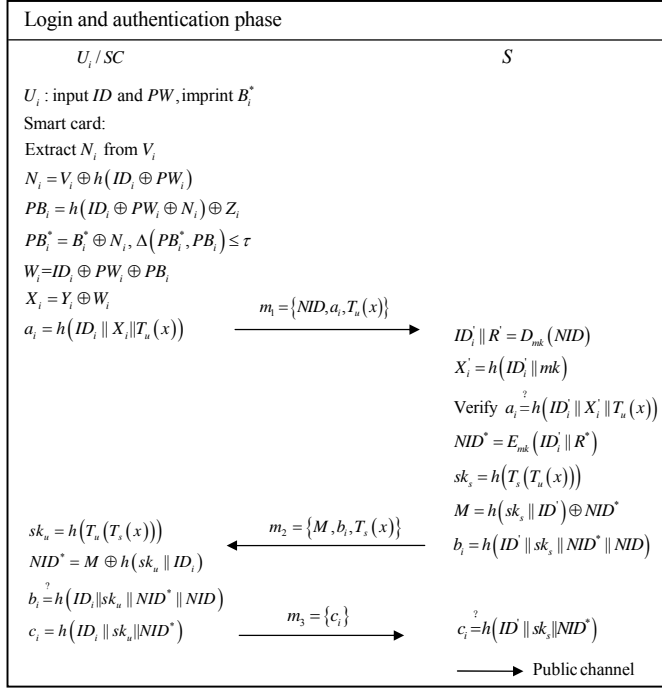 Login and authentication phase
U_i / SC
S
U_i : input ID and PW, imprint B_i^*
Smart card:
Extract N_i from V_i
N_i = V_i ⊕ h(ID_i ⊕ PW_i)
PB_i = h(ID_i ⊕ PW_i ⊕ N_i) ⊕ Z_i
PB_i^* = B_i^* ⊕ N_i, Δ(PB_i^*, PB_i) ≤ τ
W_i = ID_i ⊕ PW_i ⊕ PB_i
X_i = Y_i ⊕ W_i
a_i = h(ID_i || X_i || T_u(x))
m_1 = {NID, a_i, T_u(x)}
ID_i^' || R^' = D_mk(NID)
X_i^' = h(ID_i^' || mk)
Verify a_i ?= h(ID_i^' || X_i^' || T_u(x))
NID^* = E_mk(ID_i^' || R^*)
sk_s = h(T_s(T_u(x)))
M = h(sk_s || ID^') ⊕ NID^*
b_i = h(ID^' || sk_s || NID^* || NID)
m_2 = {M, b_i, T_s(x)}
sk_u = h(T_u(T_s(x)))
NID^* = M ⊕ h(sk_u || ID_i)
b_i ?= h(ID_i || sk_u || NID^* || NID)
c_i = h(ID_i || sk_u || NID^*)
m_3 = {c_i}
c_i ?= h(ID^' || sk_s || NID^*)
Public channel